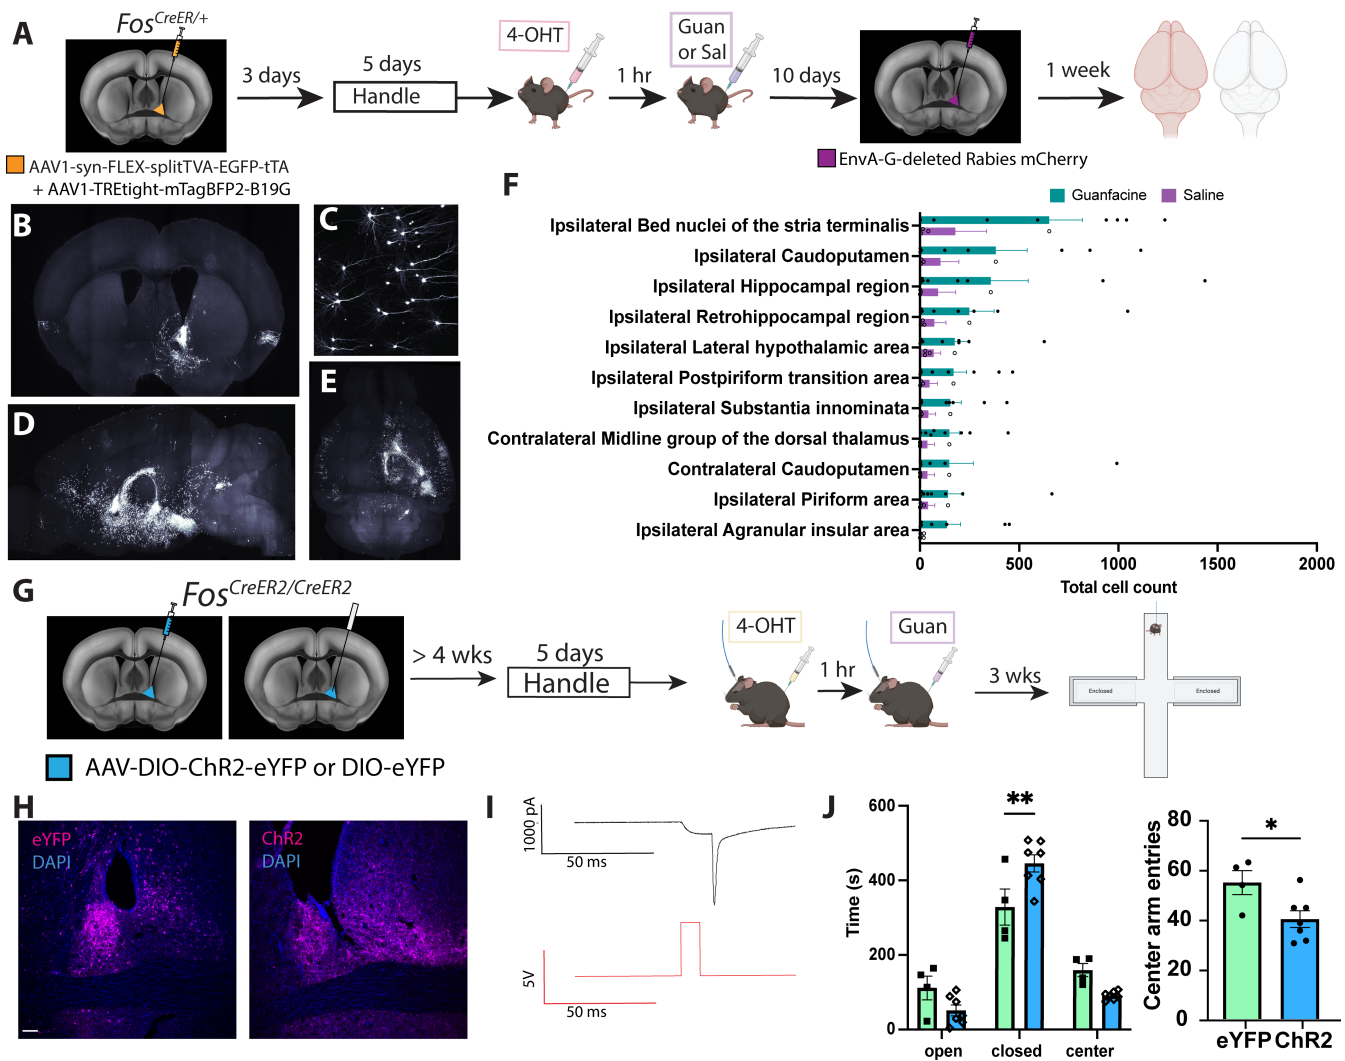 A
Fos CreER/+
3 days
5 days
Handle
4-OHT
1 hr
Guan
or Sal
10 days
1 week
AAV1-syn-FLEX-splitTVA-EGFP-tTA
+ AAV1-TREtight-mTagBFP2-B19G
EnvA-G-deleted Rabies mCherry
B
C
D
E
F
Guanfacine
Saline
Ipsilateral Bed nuclei of the stria terminalis
Ipsilateral Caudoputamen
Ipsilateral Hippocampal region
Ipsilateral Retrohippocampal region
Ipsilateral Lateral hypothalamic area
Ipsilateral Postpiriform transition area
Ipsilateral Substantia innominata
Contralateral Midline group of the dorsal thalamus
Contralateral Caudoputamen
Ipsilateral Piriform area
Ipsilateral Agranular insular area
0 500 1000 1500 2000
Total cell count
G
Fos CreER2/CreER2
> 4 wks
5 days
Handle
4-OHT
1 hr
Guan
3 wks
Enclosed
Enclosed
AAV-DIO-ChR2-eYFP or DIO-eYFP
H
eYFP
DAPI
ChR2
DAPI
I
1000 pA
50 ms
5V
50 ms
J
Time (s)
600
400
200
0
**
open closed center
Center arm entries
80
60
40
20
0
*
eYFP ChR2